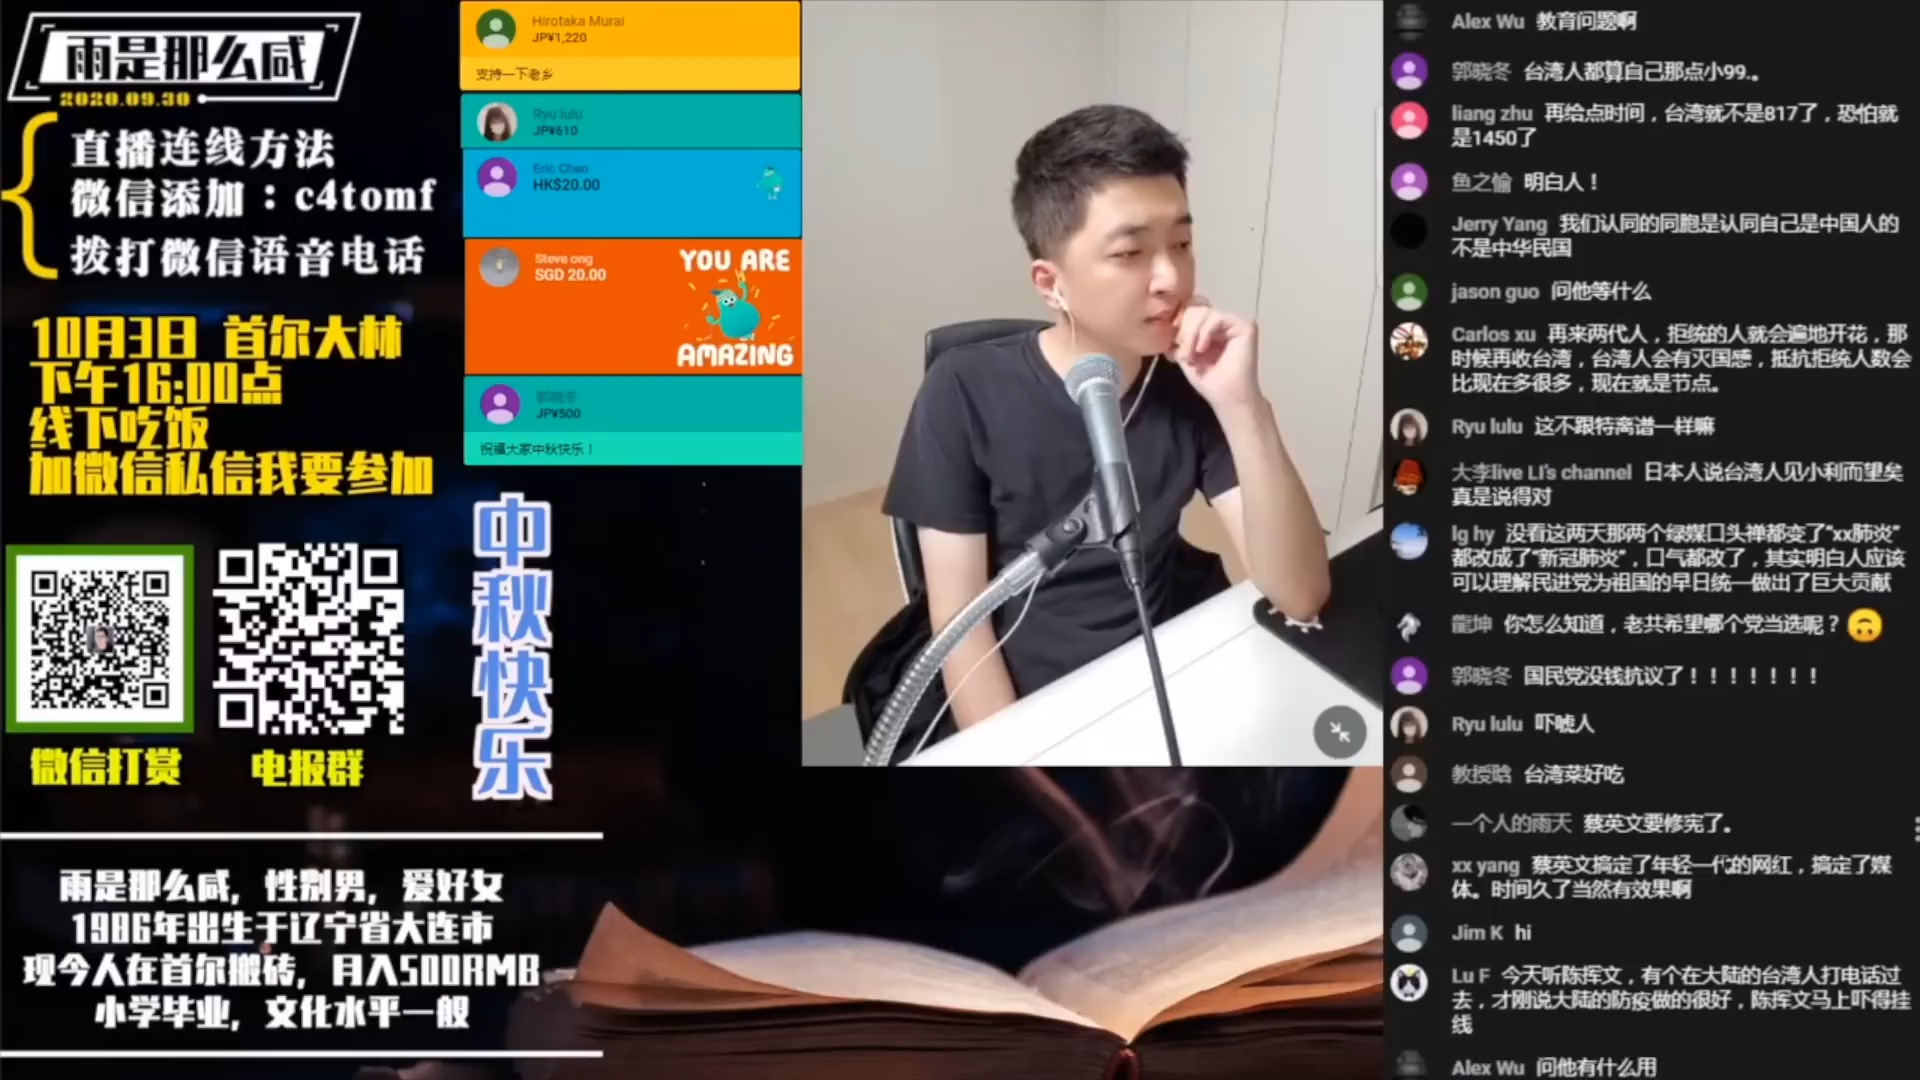 雨是那么咸
2020.09.30
直播连线方法
微信添加：c4tomf
拨打微信语音电话
10月3日 首尔大林
下午16:00点
线下吃饭
加微信私信我要参加
微信打赏
电报群
雨是那么咸，性别男，爱好女
1986年出生于辽宁省大连市
现今人在首尔搬砖，月入500RMB
小学毕业，文化水平一般
Hirotaka Murai
JP¥1,220
支持一下老乡
Ryu lulu
JP¥610
Eric Chen
HK$20.00
Steve ong
SGD 20.00
YOU ARE
AMAZING
郭晓冬
JP¥500
祝福大家中秋快乐！
中秋快乐
Alex Wu 教育问题啊
郭晓冬 台湾人都算自己那点小99.。
liang zhu 再给点时间，台湾就不是817了，恐怕就
是1450了
鱼之愉 明白人！
Jerry Yang 我们认同的同胞是认同自己是中国人的
不是中华民国
jason guo 问他等什么
Carlos xu 再来两代人，拒统的人就会遍地开花，那
时候再收台湾，台湾人会有灭国感，抵抗拒统人数会
比现在多很多，现在就是节点。
Ryu lulu 这不跟特离谱一样嘛
大李live LI's channel 日本人说台湾人见小利而望矣
真是说得对
lg hy 没看这两天那两个绿媒口头禅都变了“xx肺炎”
都改成了“新冠肺炎”，口气都改了，其实明白人应该
可以理解民进党为祖国的早日统一做出了巨大贡献
龍坤 你怎么知道，老共希望哪个党当选呢？
郭晓冬 国民党没钱抗议了！！！！！！！
Ryu lulu 吓唬人
教授晗 台湾菜好吃
一个人的雨天 蔡英文要修宪了。
xx yang 蔡英文搞定了年轻一代的网红，搞定了媒
体。时间久了当然有效果啊
Jim K hi
Lu F 今天听陈挥文，有个在大陆的台湾人打电话过
去，才刚说大陆的防疫做的很好，陈挥文马上吓得挂
线
Alex Wu 问他有什么用